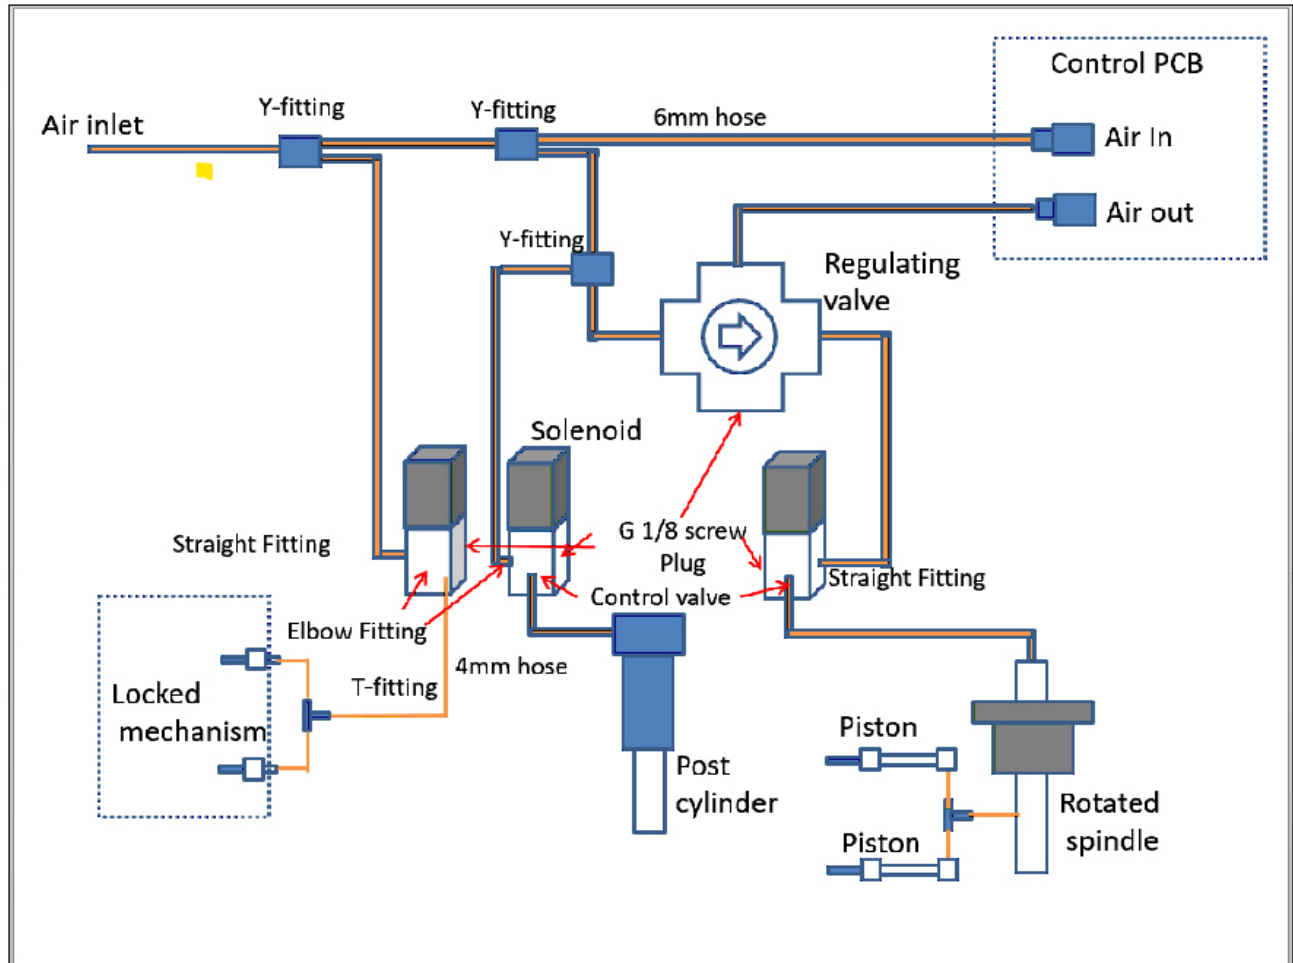 Control PCB
Y-fitting
Y-fitting
6mm hose
Air inlet
Air In
Air out
Y-fitting
Regulating
valve
Solenoid
G 1/8 screw
Plug
Straight Fitting
Straight Fitting
Control valve
Elbow Fitting
4mm hose
T-fitting
Locked
mechanism
Piston
Post
cylinder
Rotated
spindle
Piston